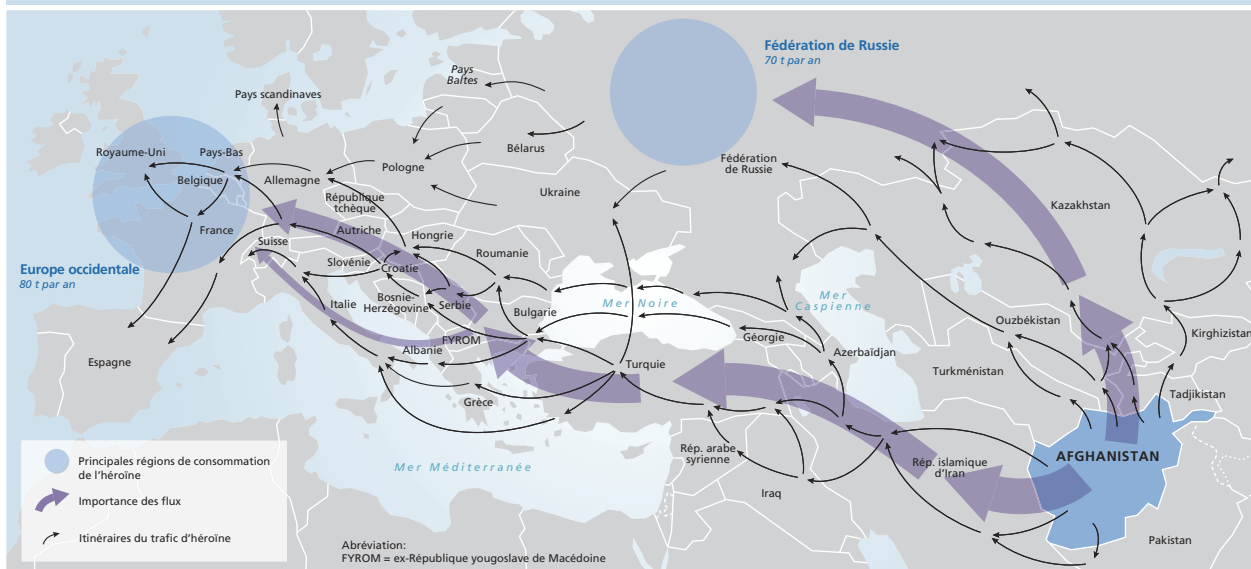 Fédération de Russie
70 t par an
Pays
Baltes
Pays scandinaves
Royaume-Uni
Pays-Bas
Bélarus
Fédération
de Russie
Belgique
Allemagne
Pologne
Ukraine
République
tchèque
Kazakhstan
France
Suisse
Autriche
Hongrie
Roumanie
Europe occidentale
80 t par an
Slovénie
Croatie
Mer Noire
Mer
Caspienne
Italie
Bosnie-
Herzégovine
Serbie
Bulgarie
Ouzbékistan
Kirghizistan
Géorgie
Espagne
Albanie
FYROM
Turquie
Azerbaïdjan
Turkménistan
Tadjikistan
Grèce
Mer Méditerranée
Rép. arabe
syrienne
Iraq
Rép. islamique
d'Iran
AFGHANISTAN
Pakistan
Principales régions de consommation
de l'héroïne
Importance des flux
Itinéraires du trafic d'héroïne
Abréviation:
FYROM = ex-République yougoslave de Macédoine